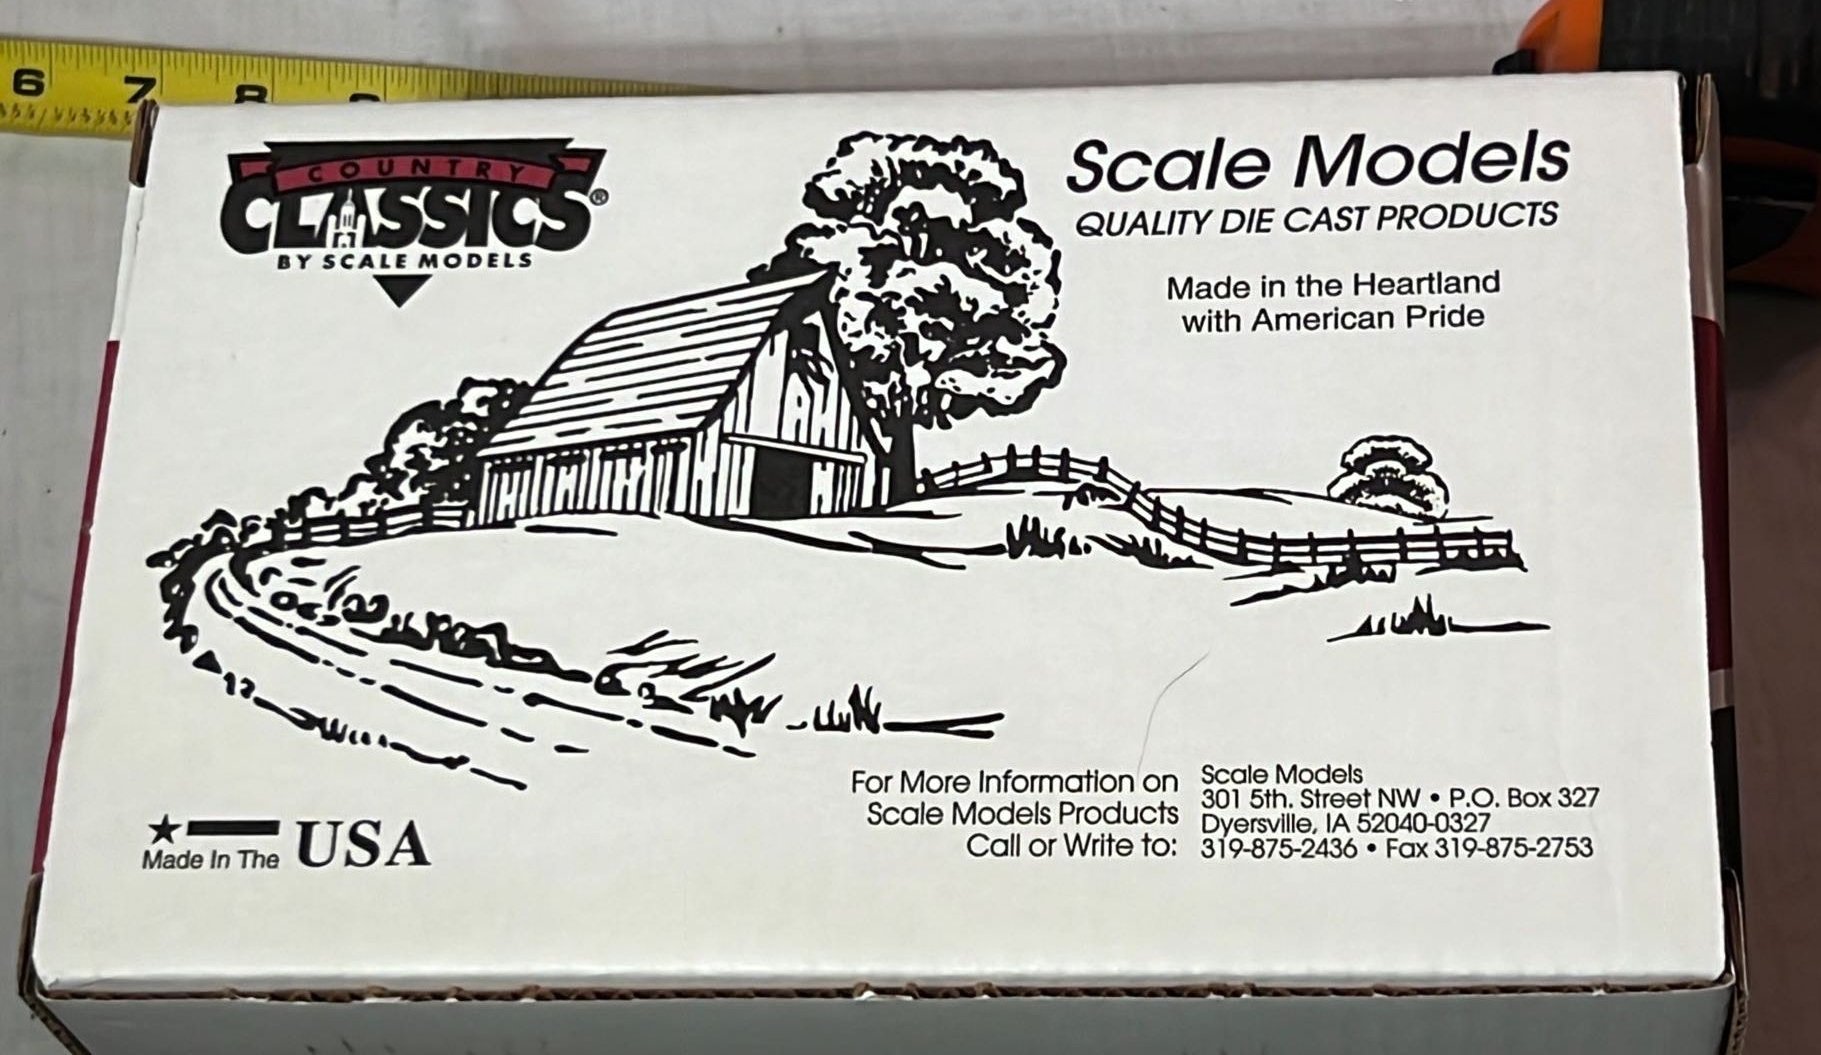 6 7 8 9
COUNTRY
CLASSICS®
BY SCALE MODELS
Scale Models
QUALITY DIE CAST PRODUCTS
Made in the Heartland
with American Pride
For More Information on
Scale Models Products
Call or Write to:
Scale Models
301 5th. Street NW • P.O. Box 327
Dyersville, IA 52040-0327
319-875-2436 • Fax 319-875-2753
Made In The USA